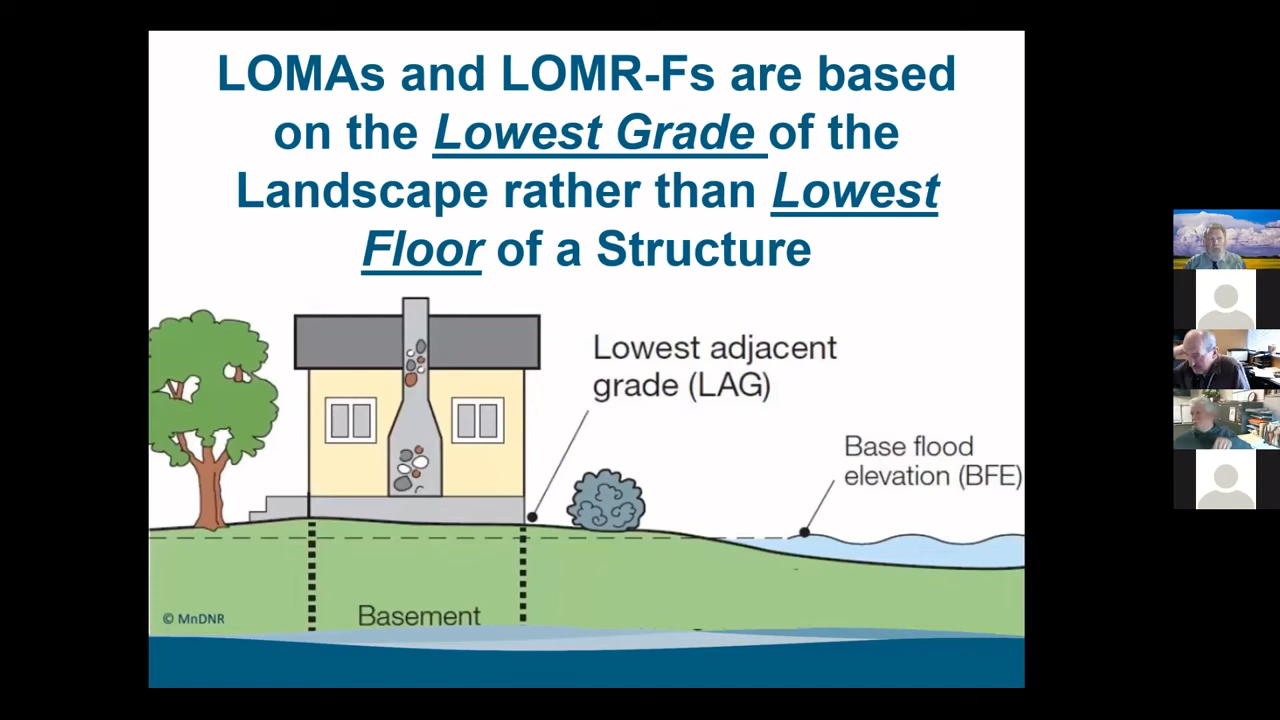 LOMAs and LOMR-Fs are based
on the Lowest Grade of the
Landscape rather than Lowest
Floor of a Structure
Lowest adjacent
grade (LAG)
Base flood
elevation (BFE)
Basement
© MnDNR